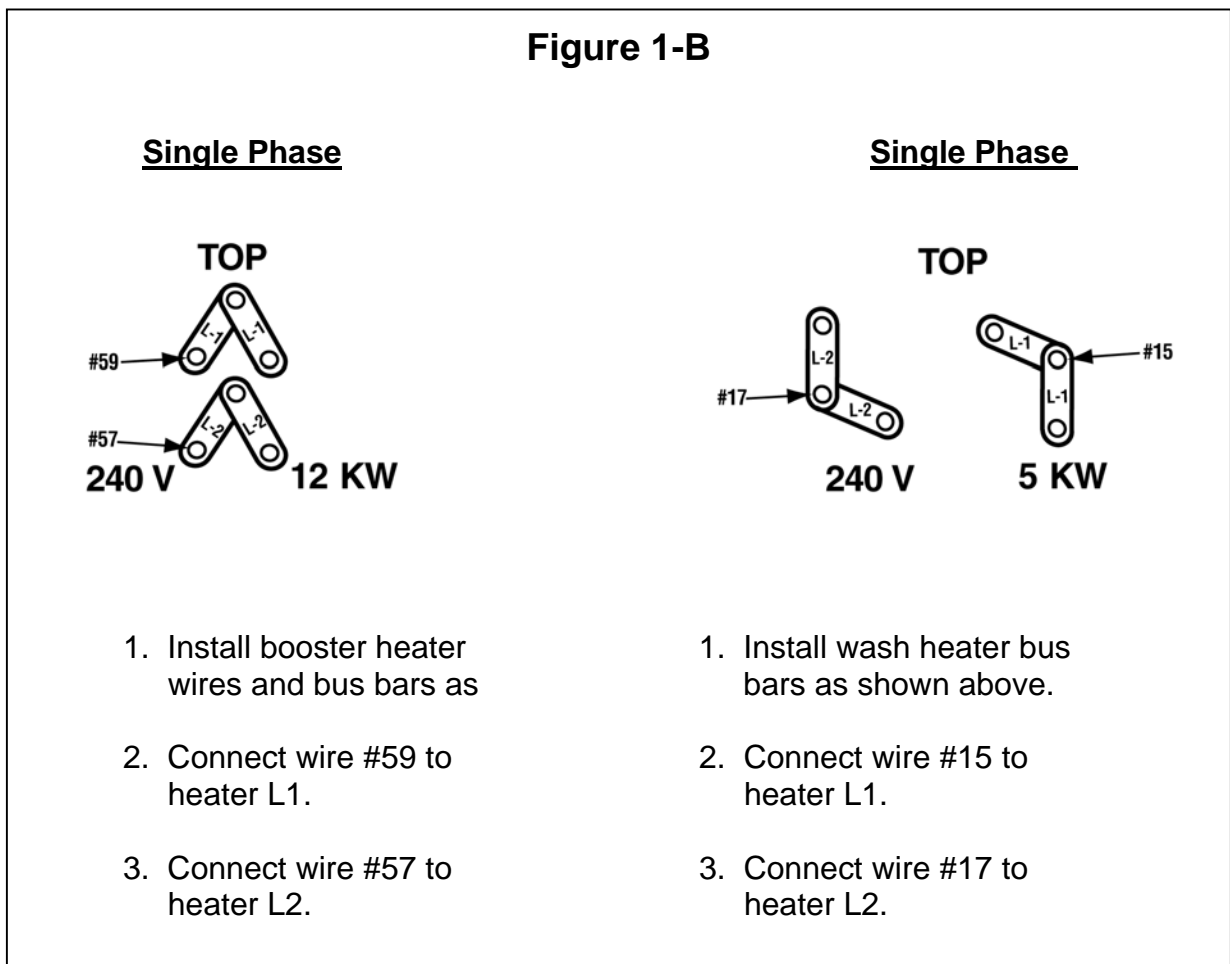 Figure 1-B
Single Phase
TOP
L-1 L-1
#59
L-2 L-2
#57
240 V 12 KW
1. Install booster heater
wires and bus bars as
2. Connect wire #59 to
heater L1.
3. Connect wire #57 to
heater L2.
Single Phase
TOP
L-2
L-1
#15
#17
L-2
L-1
240 V 5 KW
1. Install wash heater bus
bars as shown above.
2. Connect wire #15 to
heater L1.
3. Connect wire #17 to
heater L2.